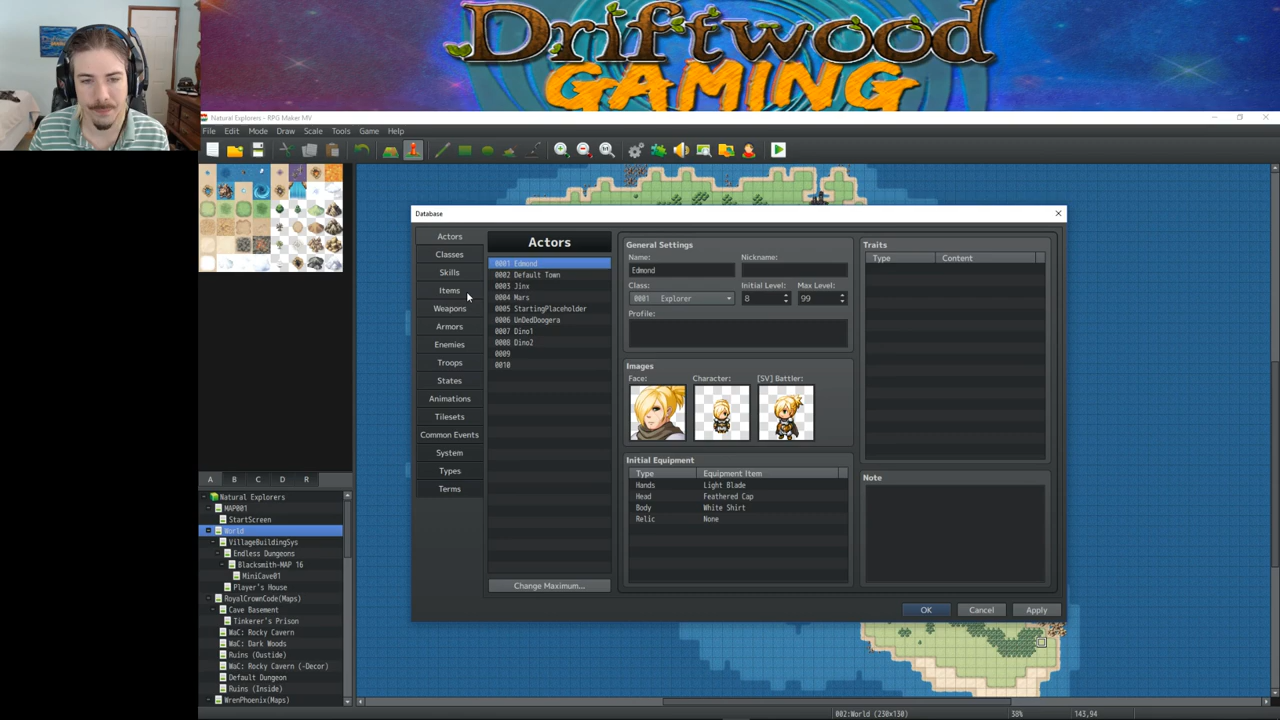 Driftwood
GAMING
Natural Explorers - RPG Maker MV
File Edit Mode Draw Scale Tools Game Help
Database
Actors
Classes
Skills
Items
Weapons
Armors
Enemies
Troops
States
Animations
Tilesets
Common Events
System
Types
Terms
Actors
0001 Edmond
0002 Default Town
0003 Jinx
0004 Mars
0005 StartingPlaceholder
0006 UnDedDoogera
0007 Dino1
0008 Dino2
0009
0010
Change Maximum...
General Settings
Name: Nickname:
Edmond
Class: Initial Level: Max Level:
0001 Explorer 8 99
Profile:
Images
Face: Character: [SV] Battler:
Initial Equipment
Type Equipment Item
Hands Light Blade
Head Feathered Cap
Body White Shirt
Relic None
Traits
Type Content
Note
OK Cancel Apply
A B C D R
Natural Explorers
MAP001
StartScreen
World
VillageBuildingSys
Endless Dungeons
Blacksmith-MAP 16
MiniCave01
Player's House
RoyalCrownCode(Maps)
Cave Basement
Tinkerer's Prison
WaC: Rocky Cavern
WaC: Dark Woods
Ruins (Oustide)
WaC: Rocky Cavern (-Decor)
Default Dungeon
Ruins (Inside)
WrenPhoenix(Maps)
002:World (230x130) 38% 143,94